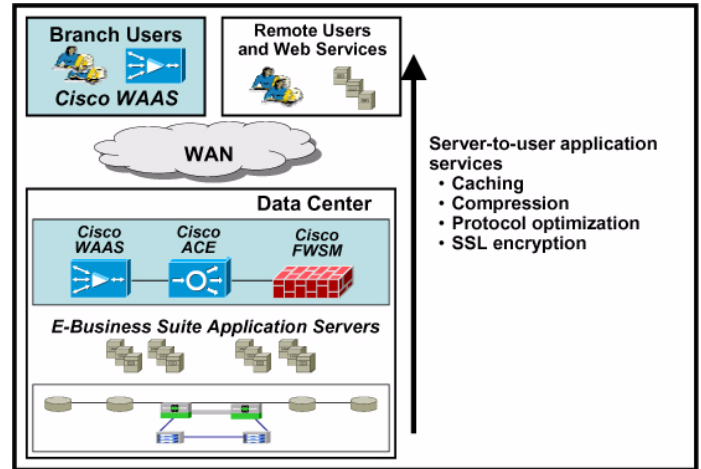 Branch Users
Cisco WAAS
Remote Users
and Web Services
WAN
Server-to-user application
services
• Caching
• Compression
• Protocol optimization
• SSL encryption
Data Center
Cisco
WAAS
Cisco
ACE
Cisco
FWSM
E-Business Suite Application Servers